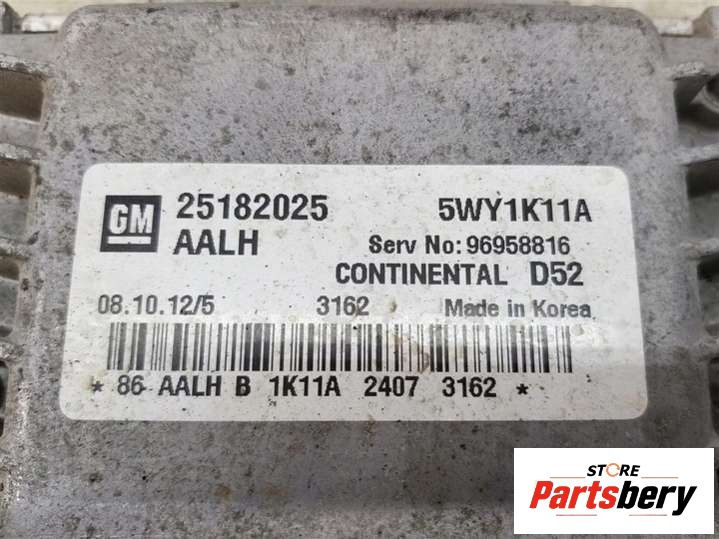 GM 25182025 5WY1K11A
AALH Serv No: 96958816
CONTINENTAL D52
08.10.12/5 3162 Made in Korea
* 86 AALH B 1K11A 2407 3162 *
STORE
Partsbery